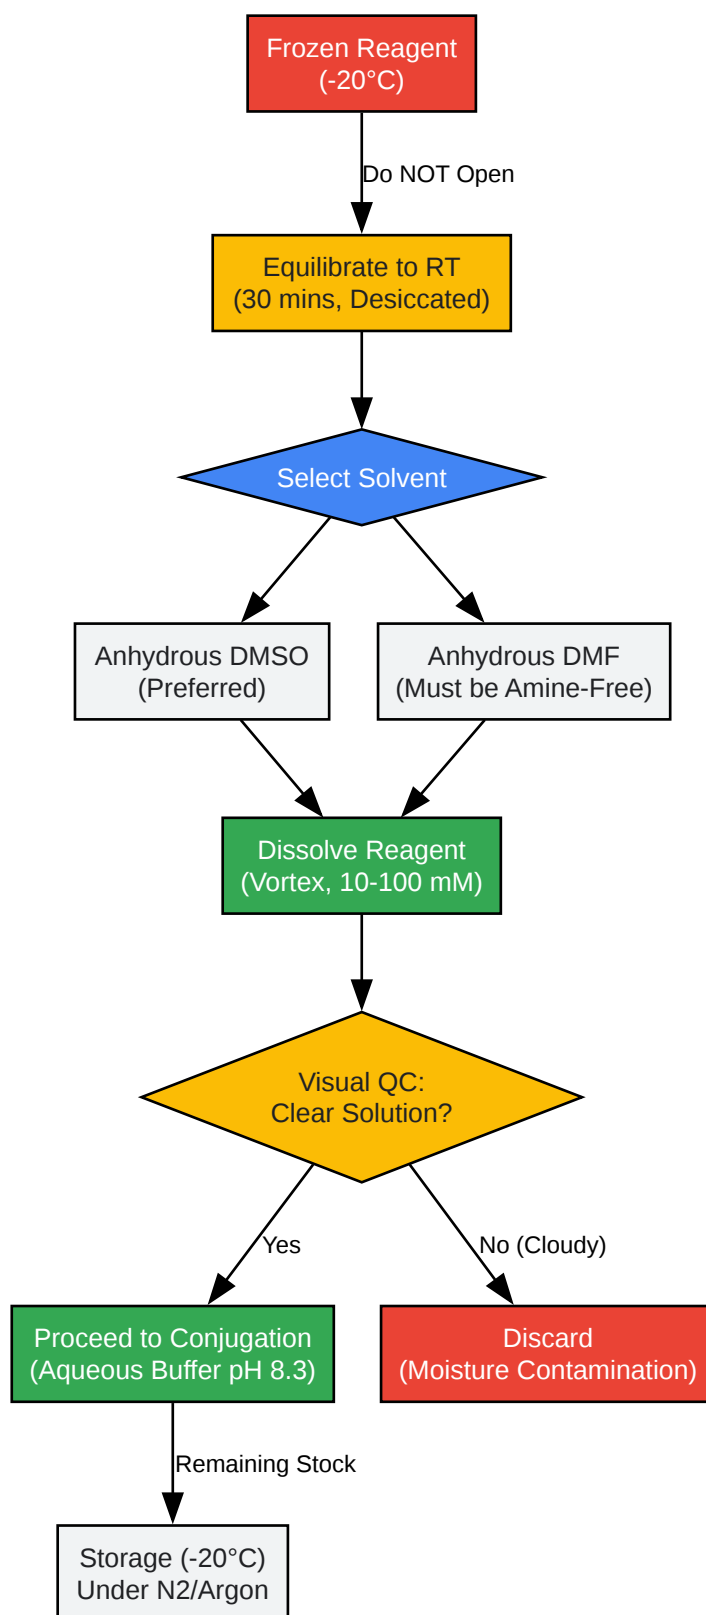 Frozen Reagent
(-20°C)
Do NOT Open
Equilibrate to RT
(30 mins, Desiccated)
Select Solvent
Anhydrous DMSO
(Preferred)
Anhydrous DMF
(Must be Amine-Free)
Dissolve Reagent
(Vortex, 10-100 mM)
Visual QC:
Clear Solution?
Yes
No (Cloudy)
Proceed to Conjugation
(Aqueous Buffer pH 8.3)
Discard
(Moisture Contamination)
Remaining Stock
Storage (-20°C)
Under N2/Argon